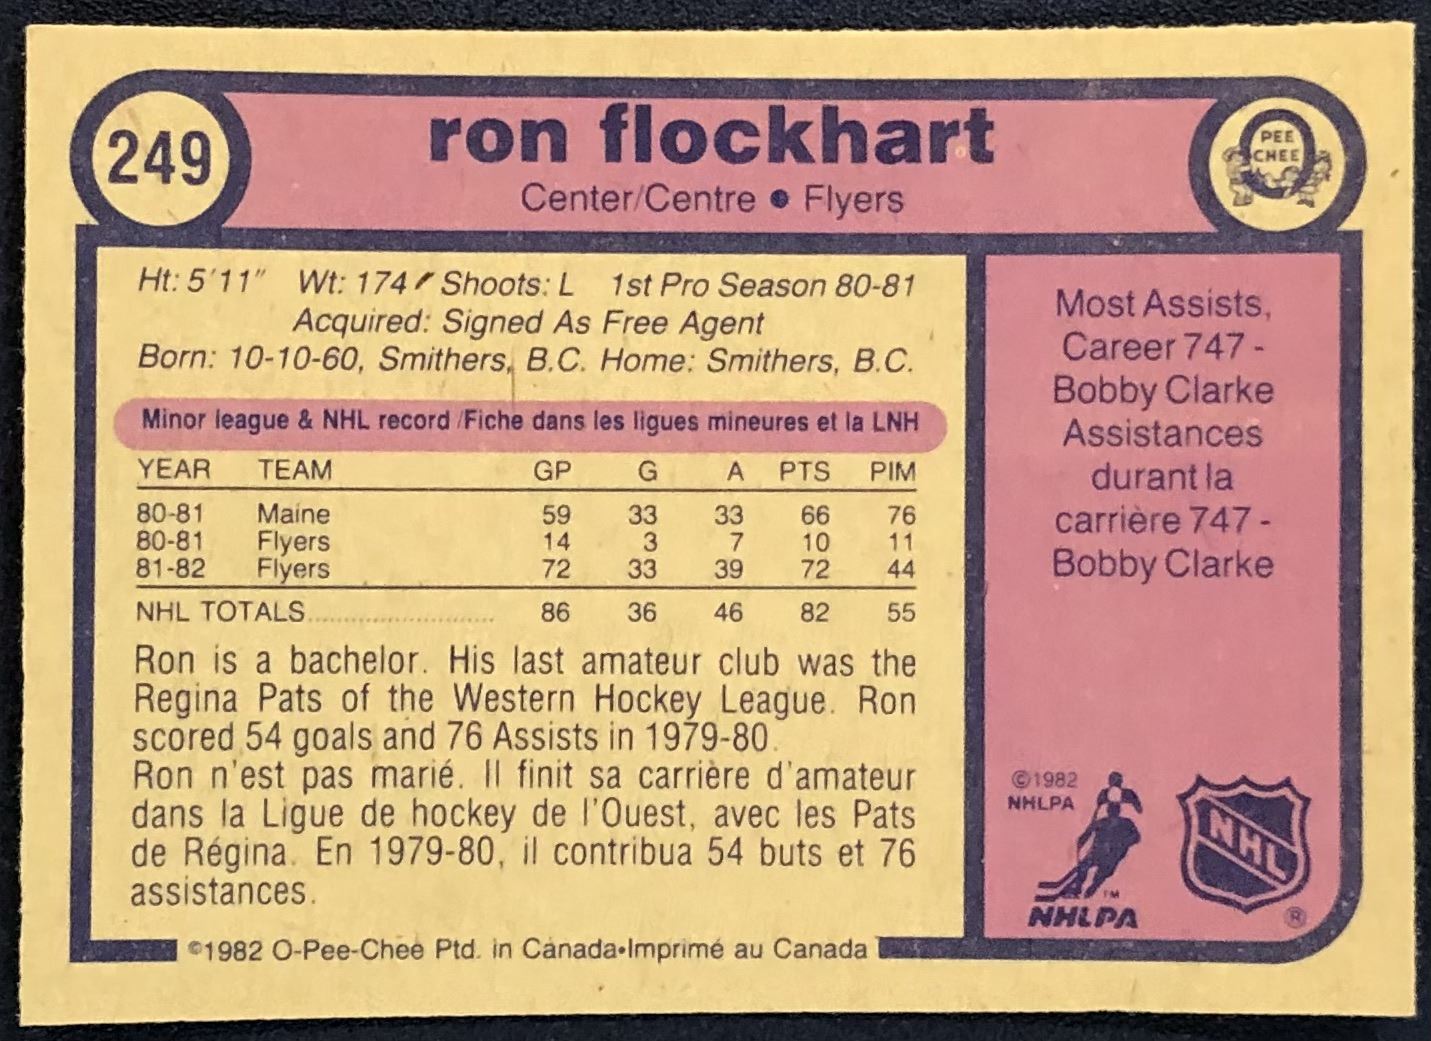 249
ron flockhart
Center/Centre • Flyers
PEE
CHEE
Ht: 5'11" Wt: 174 Shoots: L 1st Pro Season 80-81
Acquired: Signed As Free Agent
Born: 10-10-60, Smithers, B.C. Home: Smithers, B.C.
Minor league & NHL record/Fiche dans les ligues mineures et la LNH
YEAR TEAM GP G A PTS PIM
80-81 Maine 59 33 33 66 76
80-81 Flyers 14 3 7 10 11
81-82 Flyers 72 33 39 72 44
NHL TOTALS 86 36 46 82 55
Ron is a bachelor. His last amateur club was the
Regina Pats of the Western Hockey League. Ron
scored 54 goals and 76 Assists in 1979-80.
Ron n'est pas marié. Il finit sa carrière d'amateur
dans la Ligue de hockey de l'Ouest, avec les Pats
de Régina. En 1979-80, il contribua 54 buts et 76
assistances.
Most Assists,
Career 747 -
Bobby Clarke
Assistances
durant la
carrière 747 -
Bobby Clarke
©1982
NHLPA
TM
NHLPA
NHL
®
©1982 O-Pee-Chee Ptd. in Canada•Imprimé au Canada